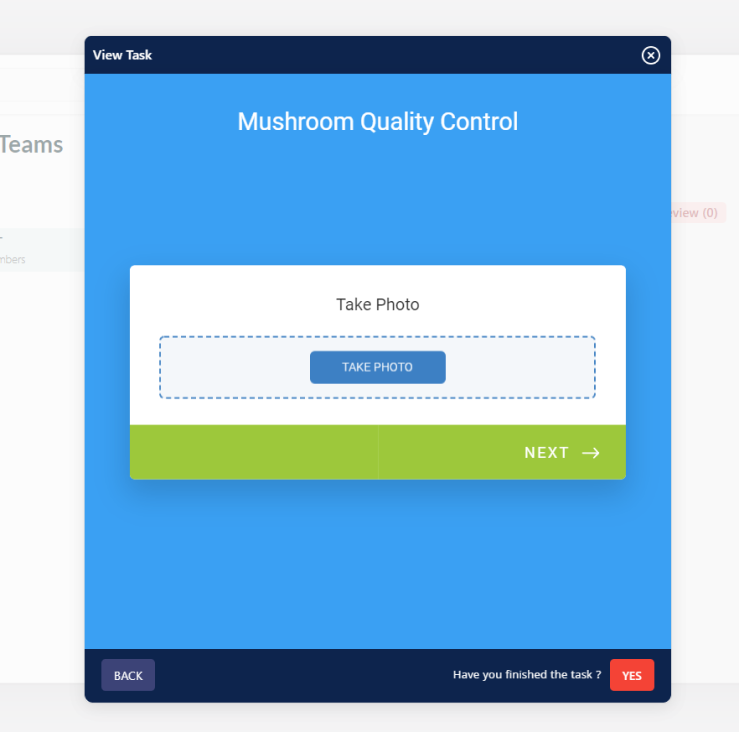 View Task
Mushroom Quality Control
Teams
view (0)
mbers
Take Photo
TAKE PHOTO
NEXT →
BACK
Have you finished the task ?
YES